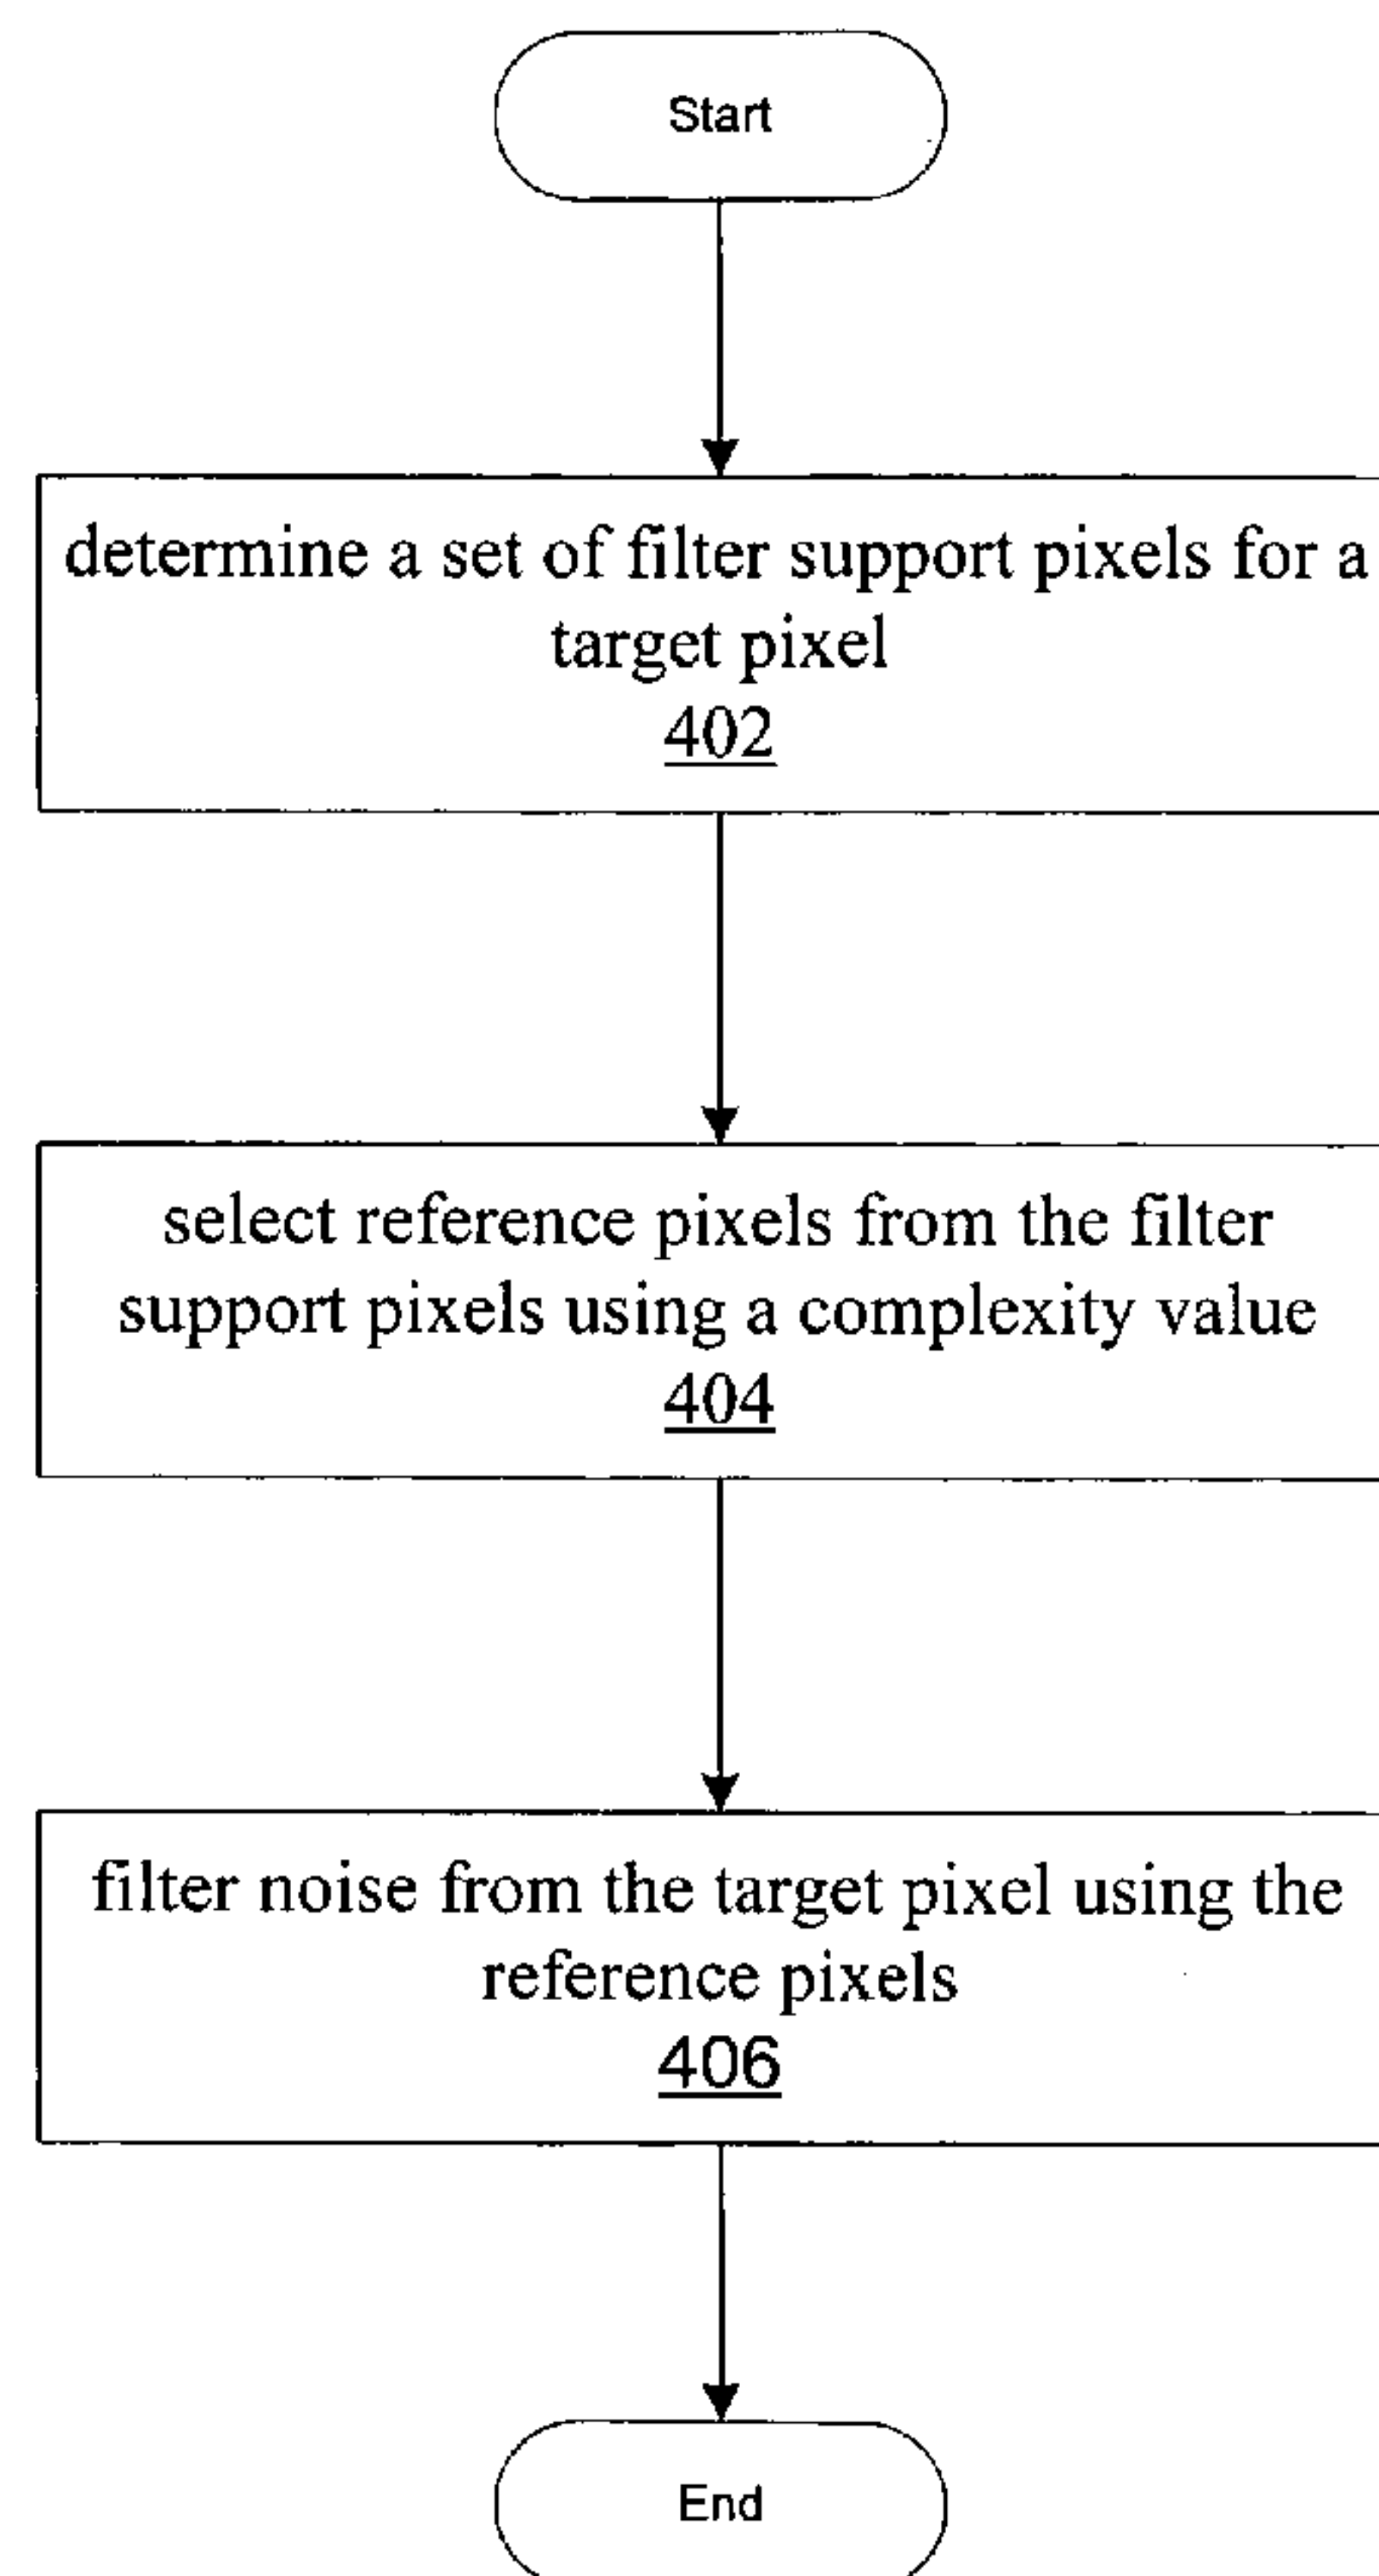 Start
determine a set of filter support pixels for a
target pixel
402
select reference pixels from the filter
support pixels using a complexity value
404
filter noise from the target pixel using the
reference pixels
406
End